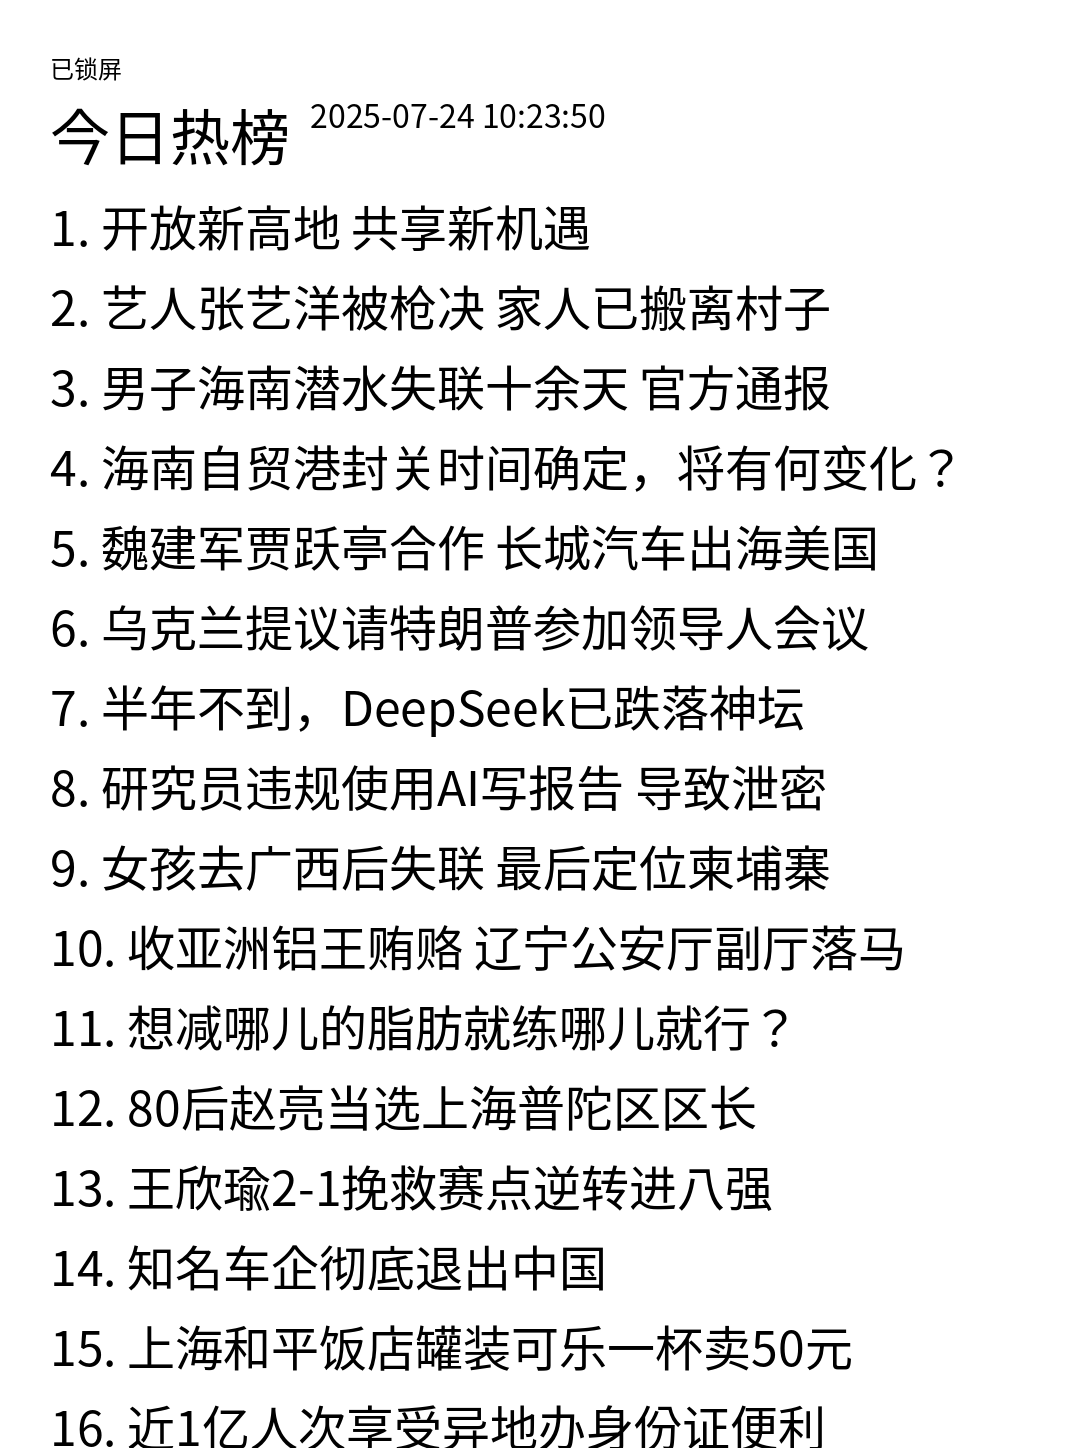 已锁屏
今日热榜 2025-07-24 10:23:50
1. 开放新高地 共享新机遇
2. 艺人张艺洋被枪决 家人已搬离村子
3. 男子海南潜水失联十余天 官方通报
4. 海南自贸港封关时间确定，将有何变化？
5. 魏建军贾跃亭合作 长城汽车出海美国
6. 乌克兰提议请特朗普参加领导人会议
7. 半年不到，DeepSeek已跌落神坛
8. 研究员违规使用AI写报告 导致泄密
9. 女孩去广西后失联 最后定位柬埔寨
10. 收亚洲铝王贿赂 辽宁公安厅副厅落马
11. 想减哪儿的脂肪就练哪儿就行？
12. 80后赵亮当选上海普陀区区长
13. 王欣瑜2-1挽救赛点逆转进八强
14. 知名车企彻底退出中国
15. 上海和平饭店罐装可乐一杯卖50元
16. 近1亿人次享受异地办身份证便利